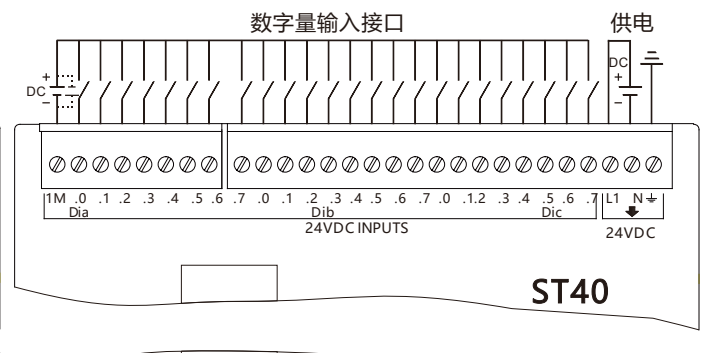 数字量输入接口 供电
DC + − DC + −
1M .0 .1 .2 .3 .4 .5 .6 .7 .0 .1 .2 .3 .4 .5 .6 .7 .0 .1.2 .3 .4 .5 .6 .7 L1 N
Dia Dib Dic
24VDC INPUTS 24VDC
ST40